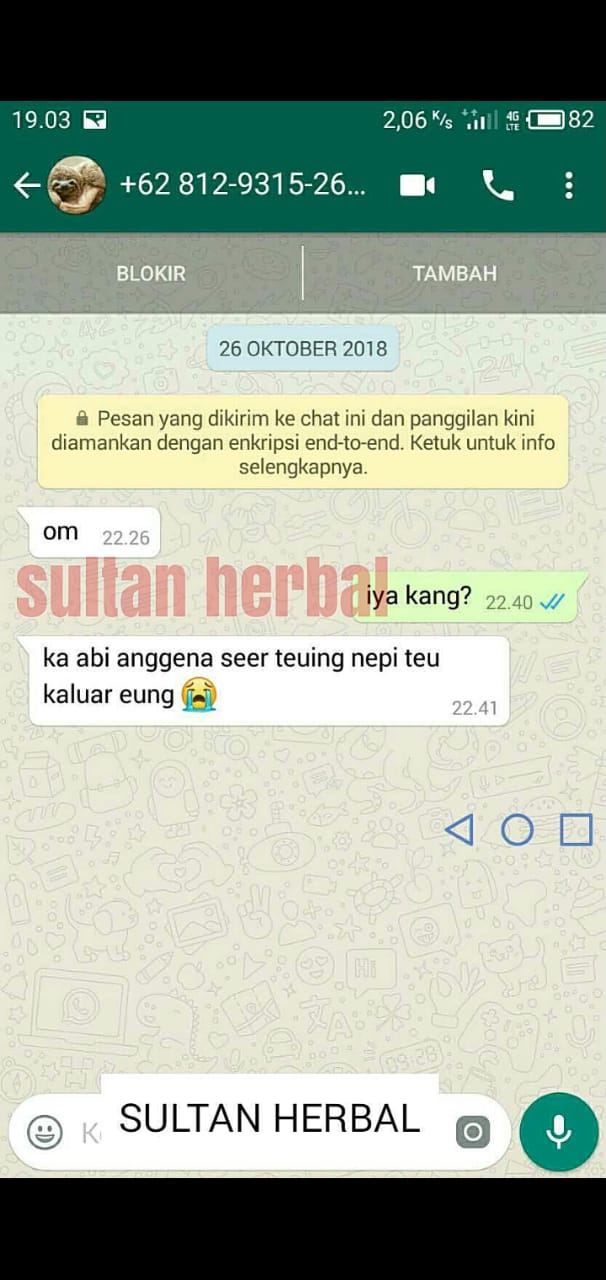 19.03 2,06 K/s 4G LTE 82
+62 812-9315-26...
BLOKIR TAMBAH
26 OKTOBER 2018
Pesan yang dikirim ke chat ini dan panggilan kini
diamankan dengan enkripsi end-to-end. Ketuk untuk info
selengkapnya.
om 22.26
sultan herbal
iya kang? 22.40
ka abi anggena seer teuing nepi teu
kaluar eung 😭
22.41
SULTAN HERBAL